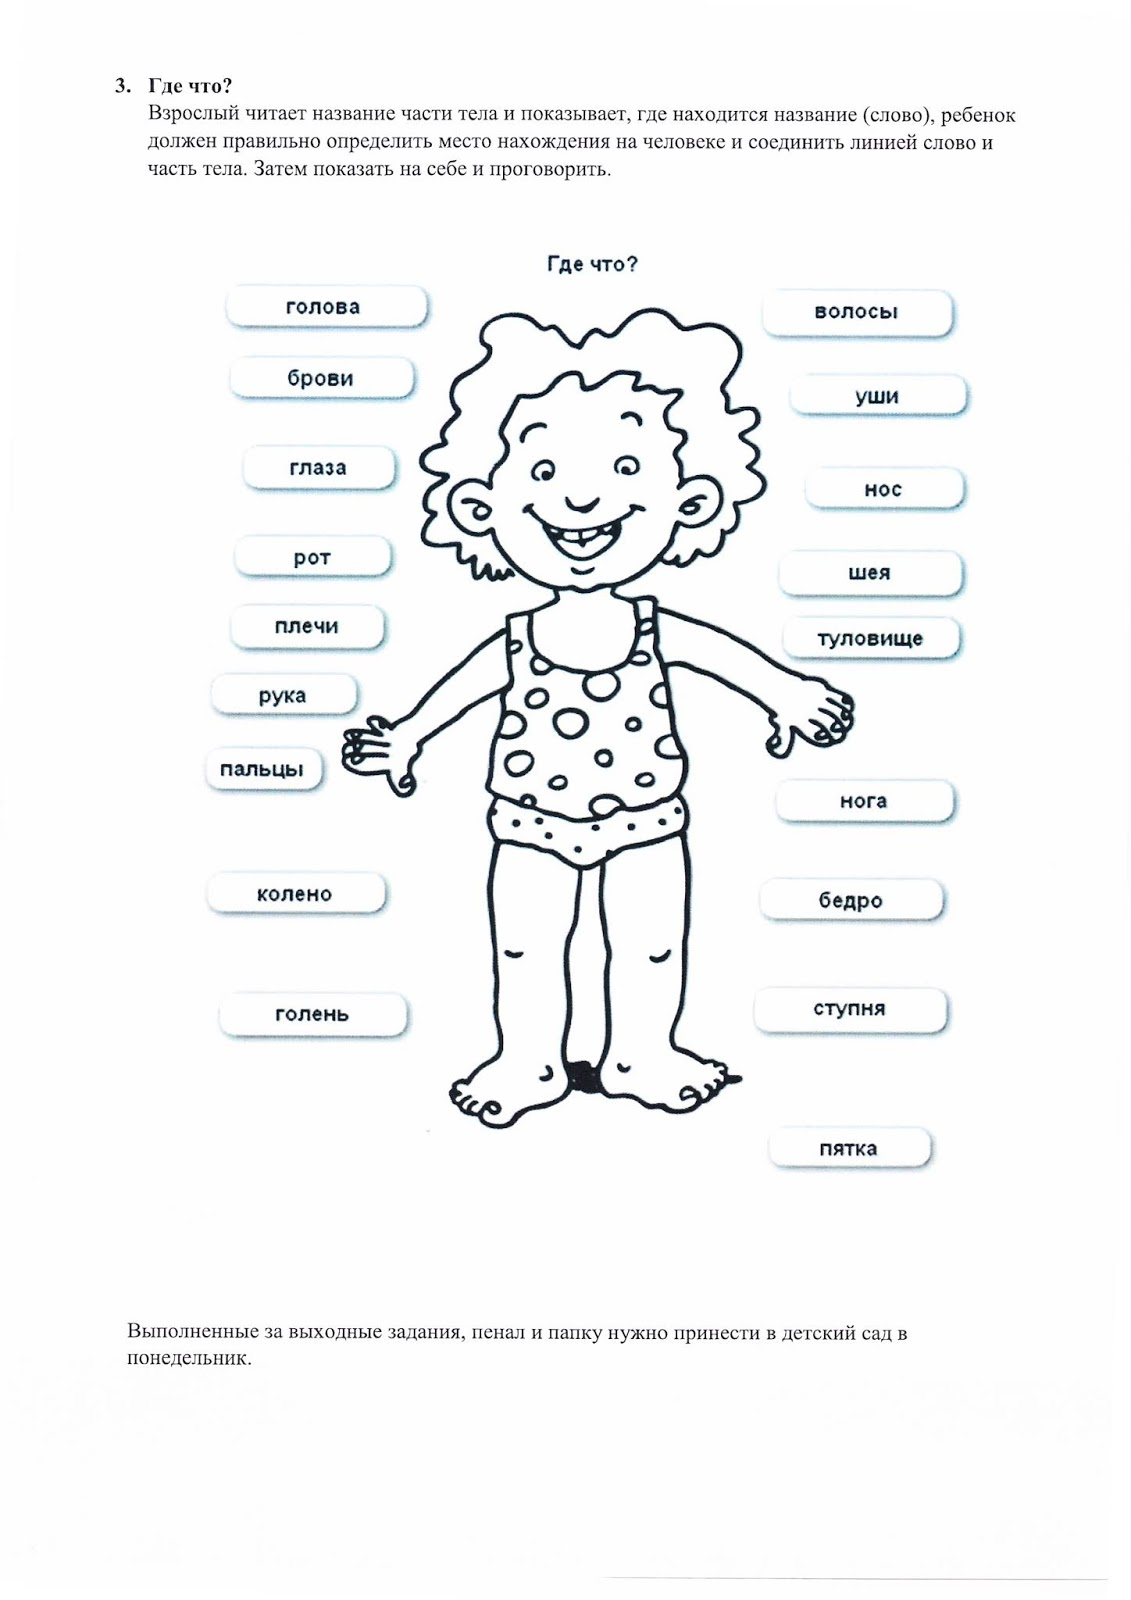 3. Где что?
Взрослый читает название части тела и показывает, где находится название (слово), ребенок
должен правильно определить место нахождения на человеке и соединить линией слово и
часть тела. Затем показать на себе и проговорить.
Где что?
голова
волосы
брови
уши
глаза
нос
рот
шея
плечи
туловище
рука
пальцы
нога
колено
бедро
голень
ступня
пятка
Выполненные за выходные задания, пенал и папку нужно принести в детский сад в
понедельник.